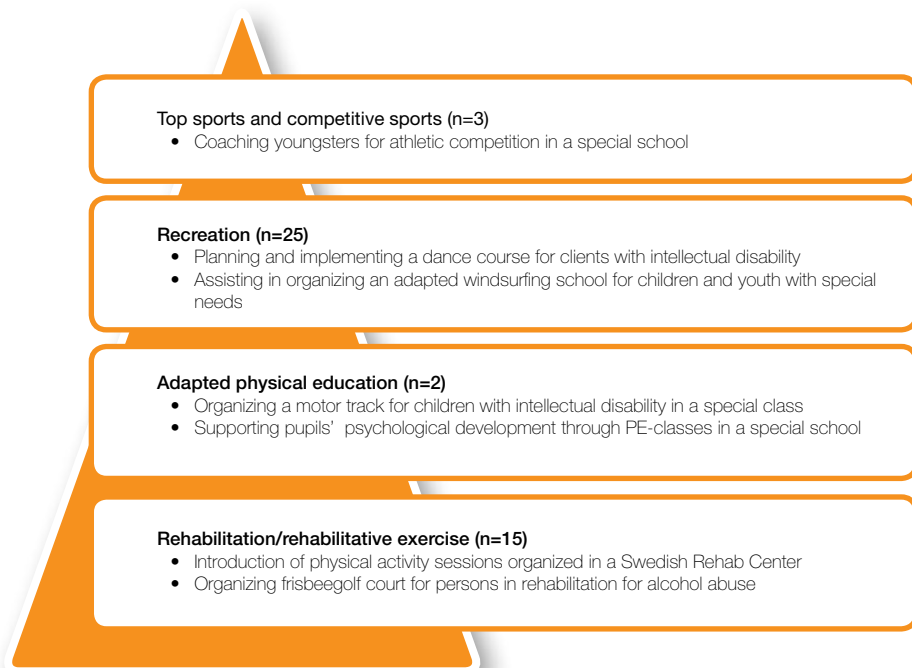 Top sports and competitive sports (n=3)
• Coaching youngsters for athletic competition in a special school
Recreation (n=25)
• Planning and implementing a dance course for clients with intellectual disability
• Assisting in organizing an adapted windsurfing school for children and youth with special
needs
Adapted physical education (n=2)
• Organizing a motor track for children with intellectual disability in a special class
• Supporting pupils’ psychological development through PE-classes in a special school
Rehabilitation/rehabilitative exercise (n=15)
• Introduction of physical activity sessions organized in a Swedish Rehab Center
• Organizing frisbeegolf court for persons in rehabilitation for alcohol abuse